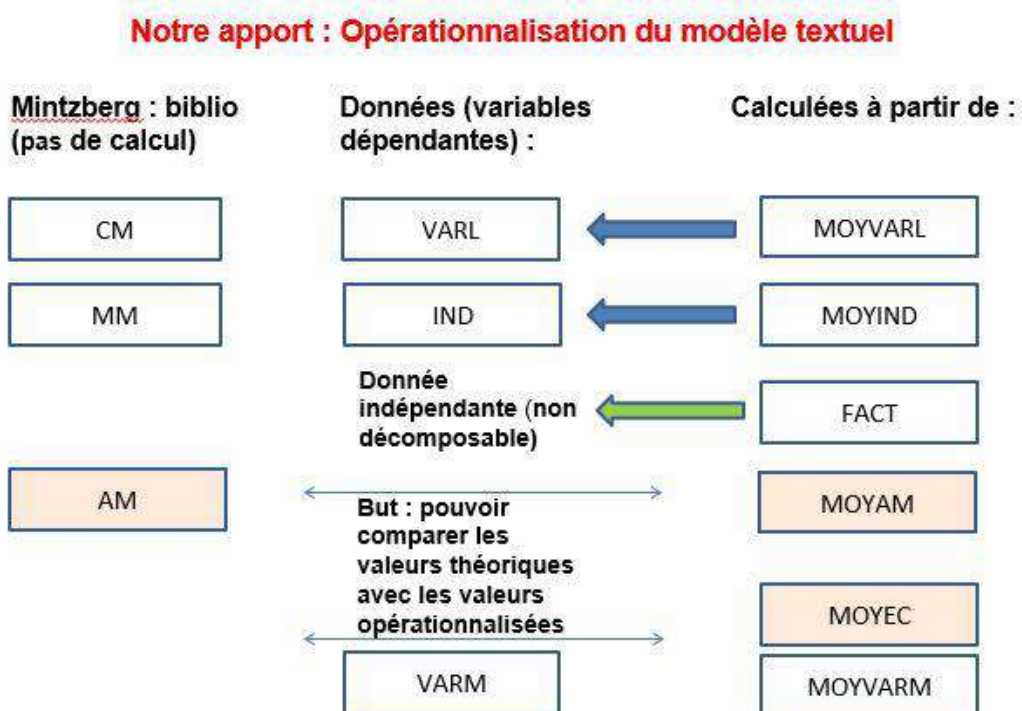 Notre apport : Opérationnalisation du modèle textuel
Mintzberg : biblio
(pas de calcul)
Données (variables
dépendantes) :
Calculées à partir de :
CM
VARL
MOYVARL
MM
IND
MOYIND
Donnée
indépendante (non
décomposable)
FACT
AM
MOYAM
But : pouvoir
comparer les
valeurs théoriques
avec les valeurs
opérationnalisées
MOYEC
VARM
MOYVARM